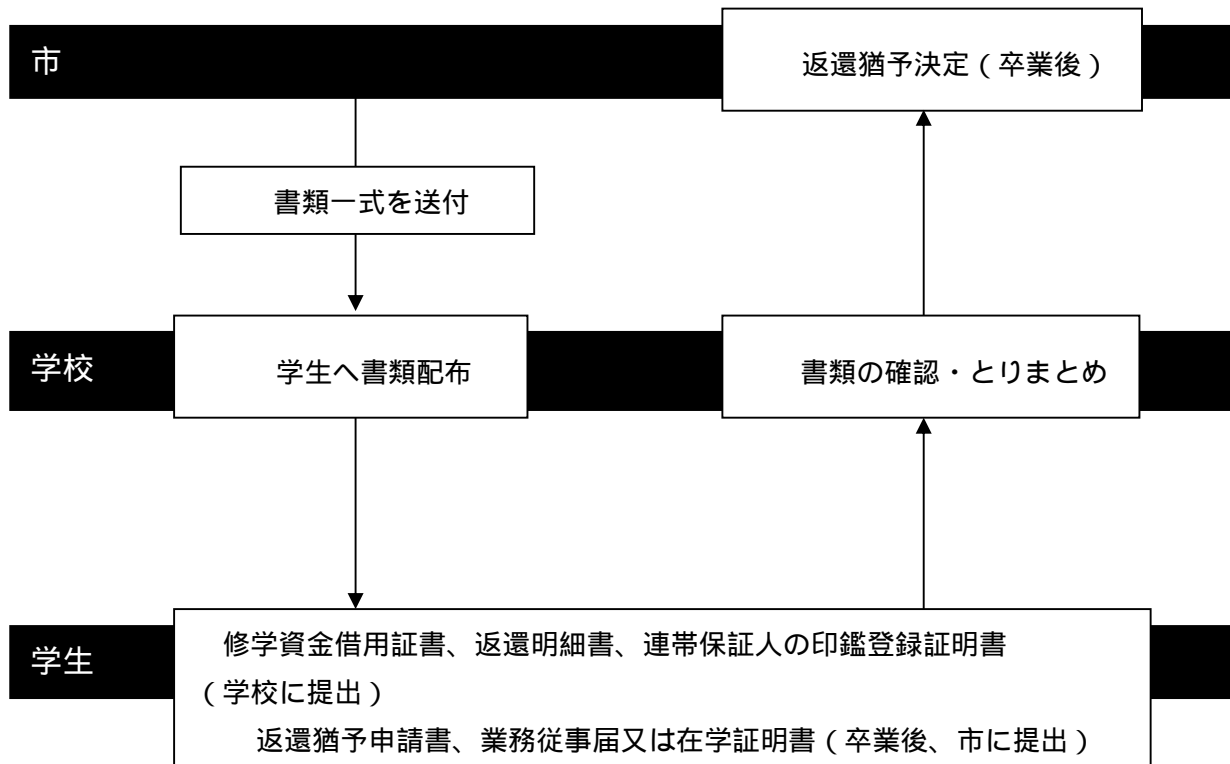 市
返還猶予決定（卒業後）
書類一式を送付
学校
学生へ書類配布
書類の確認・とりまとめ
学生
修学資金借用証書、返還明細書、連帯保証人の印鑑登録証明書
（学校に提出）
返還猶予申請書、業務従事届又は在学証明書（卒業後、市に提出）